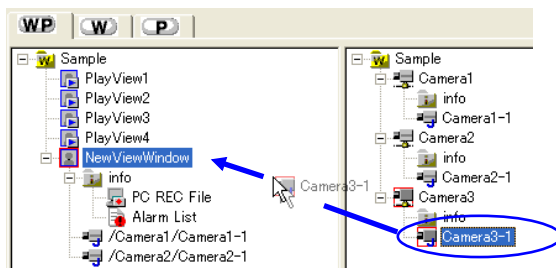 WP W P
Sample
PlayView1
PlayView2
PlayView3
PlayView4
NewViewWindow
info
PC REC File
Alarm List
/Camera1/Camera1-1
/Camera2/Camera2-1
Camera3-1
Sample
Camera1
info
Camera1-1
Camera2
info
Camera2-1
Camera3
info
Camera3-1